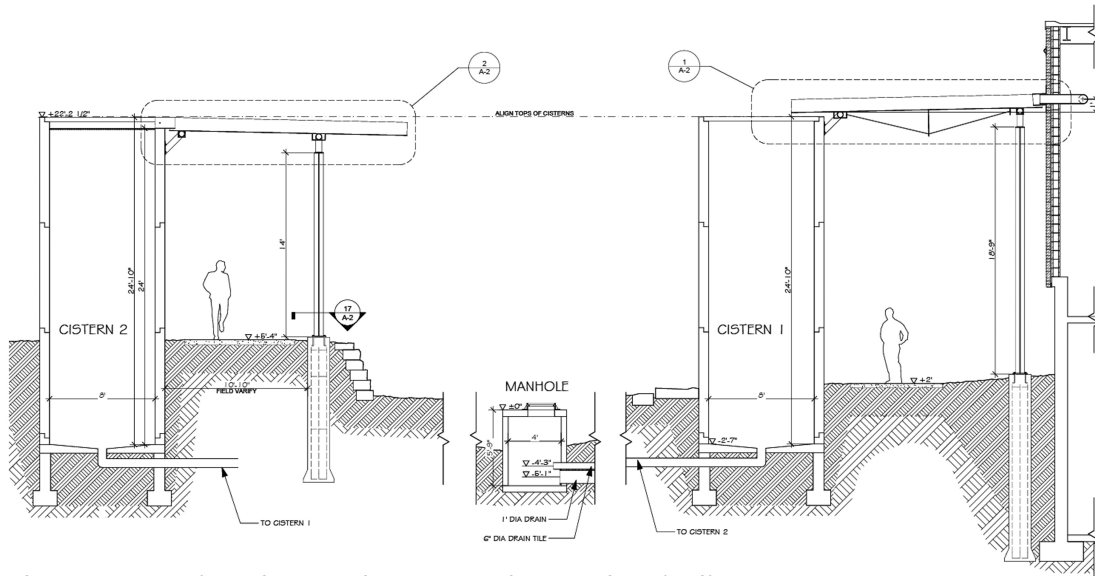 2
A-2
1
A-2
+22'-2 1/2"
ALIGN TOPS OF CISTERNS
14'
18'-9"
24'-10"
24'
24'-10"
17
A-2
CISTERN 2
CISTERN 1
+5'-4"
10'-10"
FIELD VARIFY
+2'
MANHOLE
±0"
8'
8'
4'
-2'-7"
-4'-3"
-5'-1"
1' DIA DRAIN
6" DIA DRAIN TILE
TO CISTERN 1
TO CISTERN 2